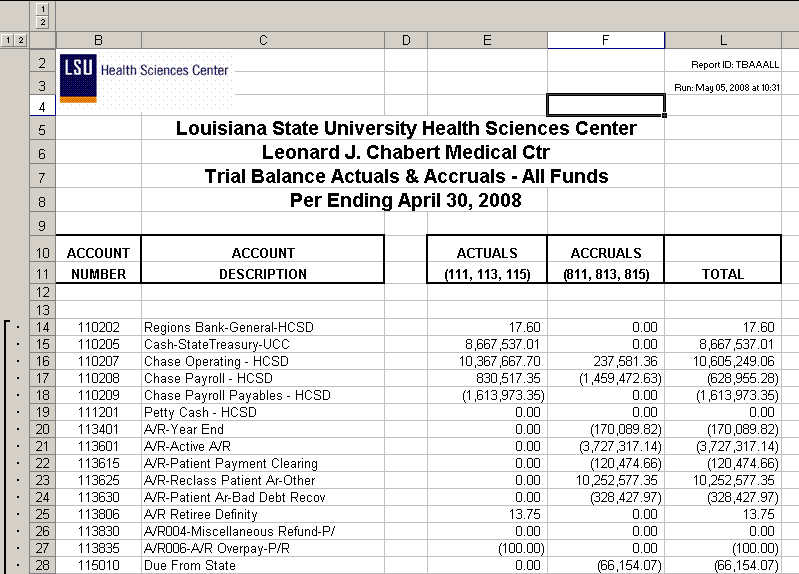 1
2
1 2 B C D E F L
2 LSU Health Sciences Center Report ID: TBAAALL
3 Run: May 05, 2008 at 10:31
4
5 Louisiana State University Health Sciences Center
6 Leonard J. Chabert Medical Ctr
7 Trial Balance Actuals & Accruals - All Funds
8 Per Ending April 30, 2008
9
10 ACCOUNT ACCOUNT ACTUALS ACCRUALS
11 NUMBER DESCRIPTION (111, 113, 115) (811, 813, 815) TOTAL
12
13
14 110202 Regions Bank-General-HCSD 17.60 0.00 17.60
15 110205 Cash-StateTreasury-UCC 8,667,537.01 0.00 8,667,537.01
16 110207 Chase Operating - HCSD 10,367,667.70 237,581.36 10,605,249.06
17 110208 Chase Payroll - HCSD 830,517.35 (1,459,472.63) (628,955.28)
18 110209 Chase Payroll Payables - HCSD (1,613,973.35) 0.00 (1,613,973.35)
19 111201 Petty Cash - HCSD 0.00 0.00 0.00
20 113401 A/R-Year End 0.00 (170,089.82) (170,089.82)
21 113601 A/R-Active A/R 0.00 (3,727,317.14) (3,727,317.14)
22 113615 A/R-Patient Payment Clearing 0.00 (120,474.66) (120,474.66)
23 113625 A/R-Reclass Patient Ar-Other 0.00 10,252,577.35 10,252,577.35
24 113630 A/R-Patient Ar-Bad Debt Recov 0.00 (328,427.97) (328,427.97)
25 113806 A/R Retiree Definity 13.75 0.00 13.75
26 113830 A/R004-Miscellaneous Refund-P/ 0.00 0.00 0.00
27 113835 A/R006-A/R Overpay-P/R (100.00) 0.00 (100.00)
28 115010 Due From State 0.00 (66,154.07) (66,154.07)